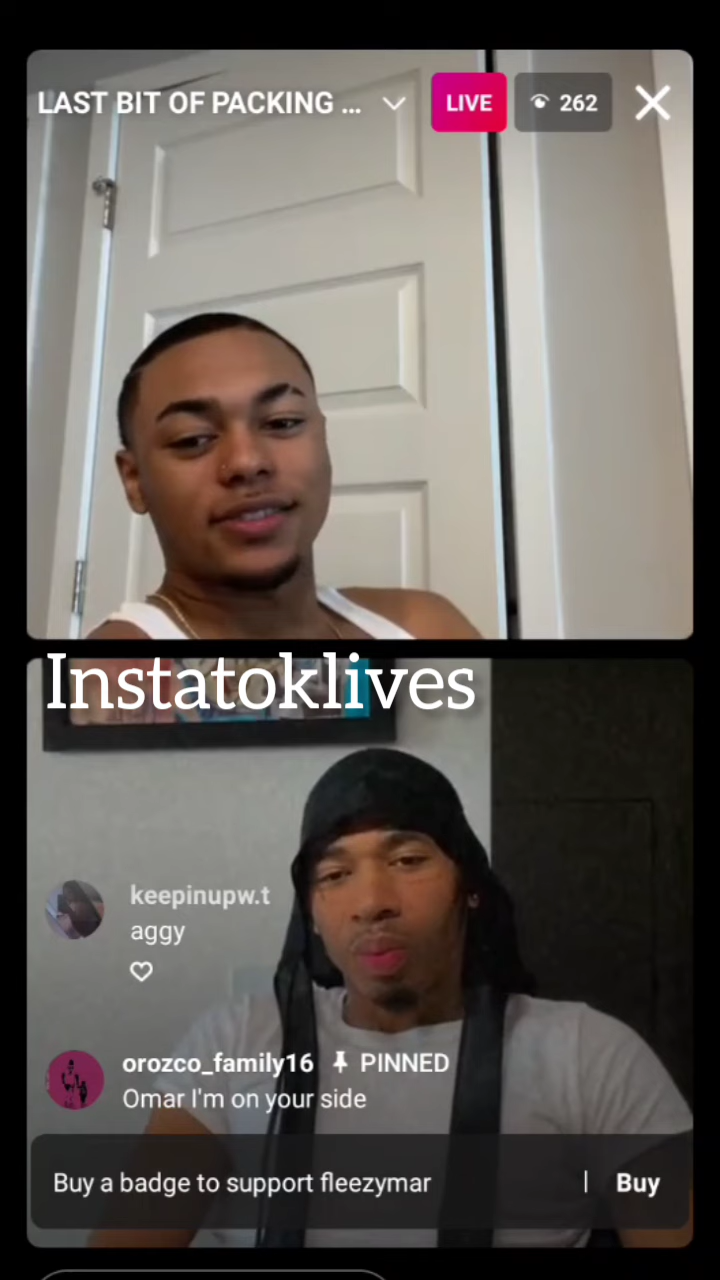 LAST BIT OF PACKING ...
LIVE
262
Instatoklives
keepinupw.t
aggy
orozco_family16 PINNED
Omar I'm on your side
Buy a badge to support fleezymar | Buy